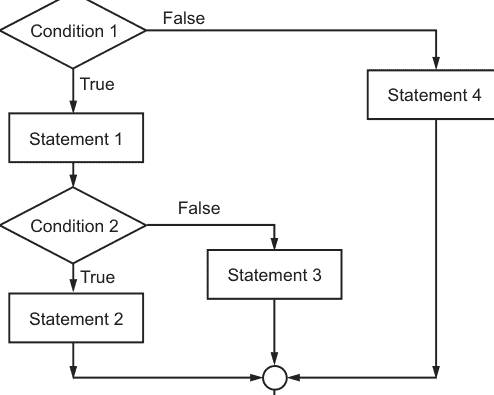 False
Condition 1
True
Statement 4
Statement 1
False
Condition 2
True
Statement 3
Statement 2